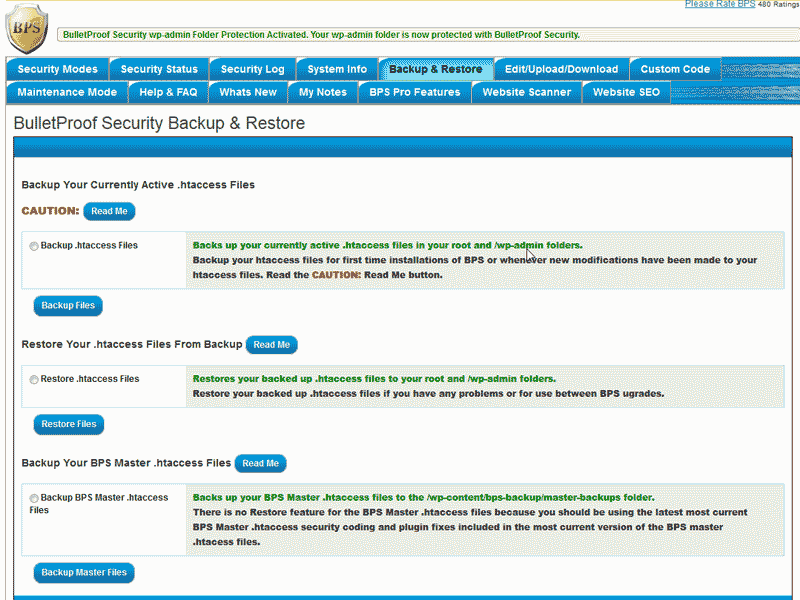 Please Rate BPS 480 Ratings
BPS
BulletProof Security wp-admin Folder Protection Activated. Your wp-admin folder is now protected with BulletProof Security.
Security Modes Security Status Security Log System Info Backup & Restore Edit/Upload/Download Custom Code
Maintenance Mode Help & FAQ Whats New My Notes BPS Pro Features Website Scanner Website SEO
BulletProof Security Backup & Restore
Backup Your Currently Active .htaccess Files
CAUTION: Read Me
Backup .htaccess Files
Backs up your currently active .htaccess files in your root and /wp-admin folders.
Backup your htaccess files for first time installations of BPS or whenever new modifications have been made to your
htaccess files. Read the CAUTION: Read Me button.
Backup Files
Restore Your .htaccess Files From Backup Read Me
Restore .htaccess Files
Restores your backed up .htaccess files to your root and /wp-admin folders.
Restore your backed up .htaccess files if you have any problems or for use between BPS ugrades.
Restore Files
Backup Your BPS Master .htaccess Files Read Me
Backup BPS Master .htaccess
Files
Backs up your BPS Master .htaccess files to the /wp-content/bps-backup/master-backups folder.
There is no Restore feature for the BPS Master .htaccess files because you should be using the latest most current
BPS Master .htaccess security coding and plugin fixes included in the most current version of the BPS master
.htacess files.
Backup Master Files